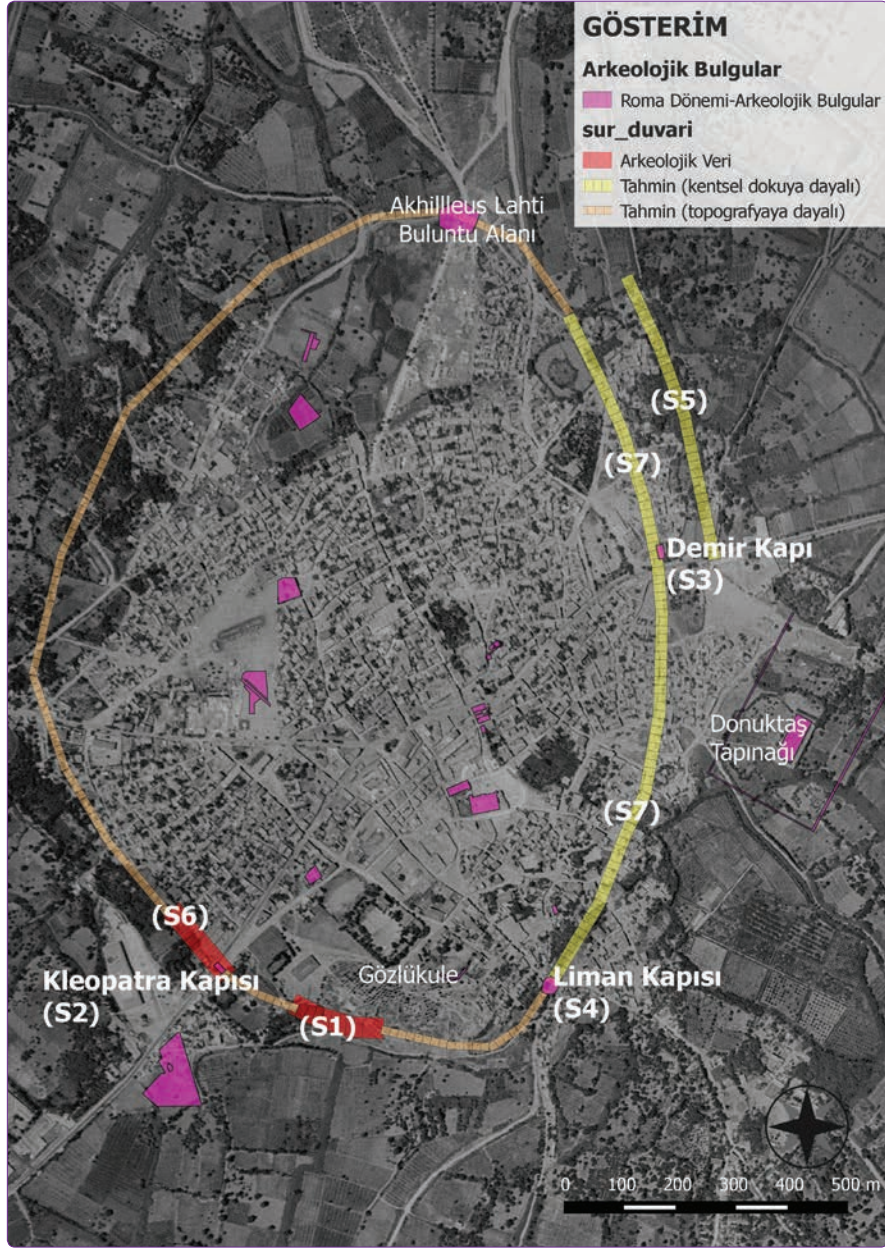 GÖSTERİM
Arkeolojik Bulgular
Roma Dönemi-Arkeolojik Bulgular
sur_duvari
Arkeolojik Veri
Tahmin (kentsel dokuya dayalı)
Tahmin (topografyaya dayalı)
Akhillleus Lahti
Buluntu Alanı
(S5)
(S7)
Demir Kapı
(S3)
Donuktaş
Tapınağı
(S7)
(S6)
Kleopatra Kapısı
(S2)
Gözlükule
(S1)
Liman Kapısı
(S4)
0 100 200 300 400 500 m